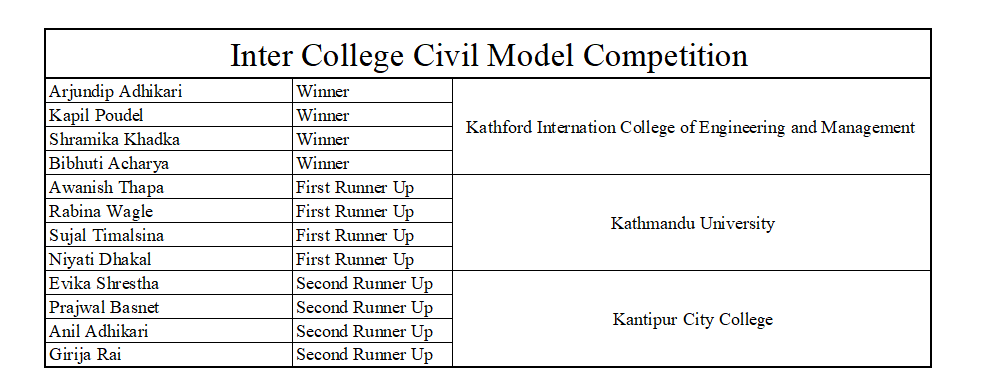 Inter College Civil Model Competition
Arjundip Adhikari Winner
Kapil Poudel Winner
Kathford Internation College of Engineering and Management
Shramika Khadka Winner
Bibhuti Acharya Winner
Awanish Thapa First Runner Up
Rabina Wagle First Runner Up
Kathmandu University
Sujal Timalsina First Runner Up
Niyati Dhakal First Runner Up
Evika Shrestha Second Runner Up
Prajwal Basnet Second Runner Up
Kantipur City College
Anil Adhikari Second Runner Up
Girija Rai Second Runner Up